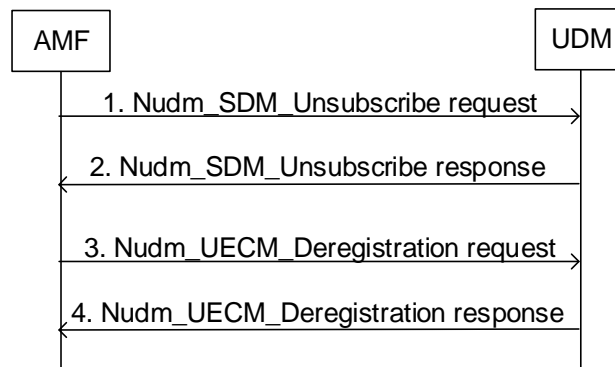 AMF
UDM
1. Nudm_SDM_Unsubscribe request
2. Nudm_SDM_Unsubscribe response
3. Nudm_UECM_Deregistration request
4. Nudm_UECM_Deregistration response